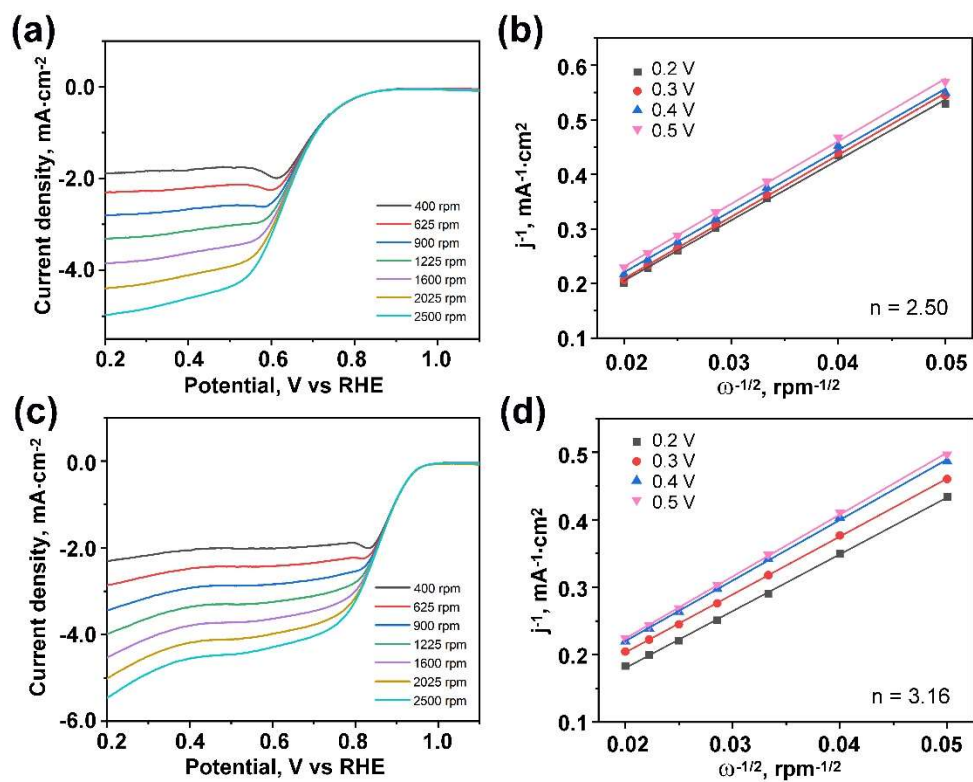 (a)
Current density, mA·cm-2
0.0
-2.0
-4.0
400 rpm
625 rpm
900 rpm
1225 rpm
1600 rpm
2025 rpm
2500 rpm
0.2 0.4 0.6 0.8 1.0
Potential, V vs RHE
(b)
j-1, mA-1·cm2
0.6
0.5
0.4
0.3
0.2
0.1
0.2 V
0.3 V
0.4 V
0.5 V
n = 2.50
0.02 0.03 0.04 0.05
ω-1/2, rpm-1/2
(c)
Current density, mA·cm-2
0.0
-2.0
-4.0
-6.0
400 rpm
625 rpm
900 rpm
1225 rpm
1600 rpm
2025 rpm
2500 rpm
0.2 0.4 0.6 0.8 1.0
Potential, V vs RHE
(d)
j-1, mA-1·cm2
0.5
0.4
0.3
0.2
0.1
0.2 V
0.3 V
0.4 V
0.5 V
n = 3.16
0.02 0.03 0.04 0.05
ω-1/2, rpm-1/2